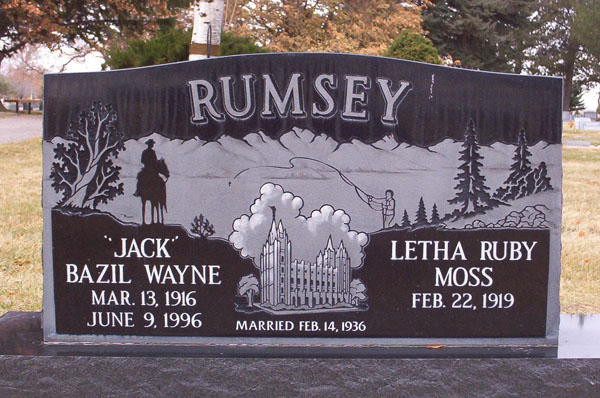 RUMSEY
"JACK"
BAZIL WAYNE
MAR. 13, 1916
JUNE 9, 1996
MARRIED FEB. 14, 1936
LETHA RUBY
MOSS
FEB. 22, 1919